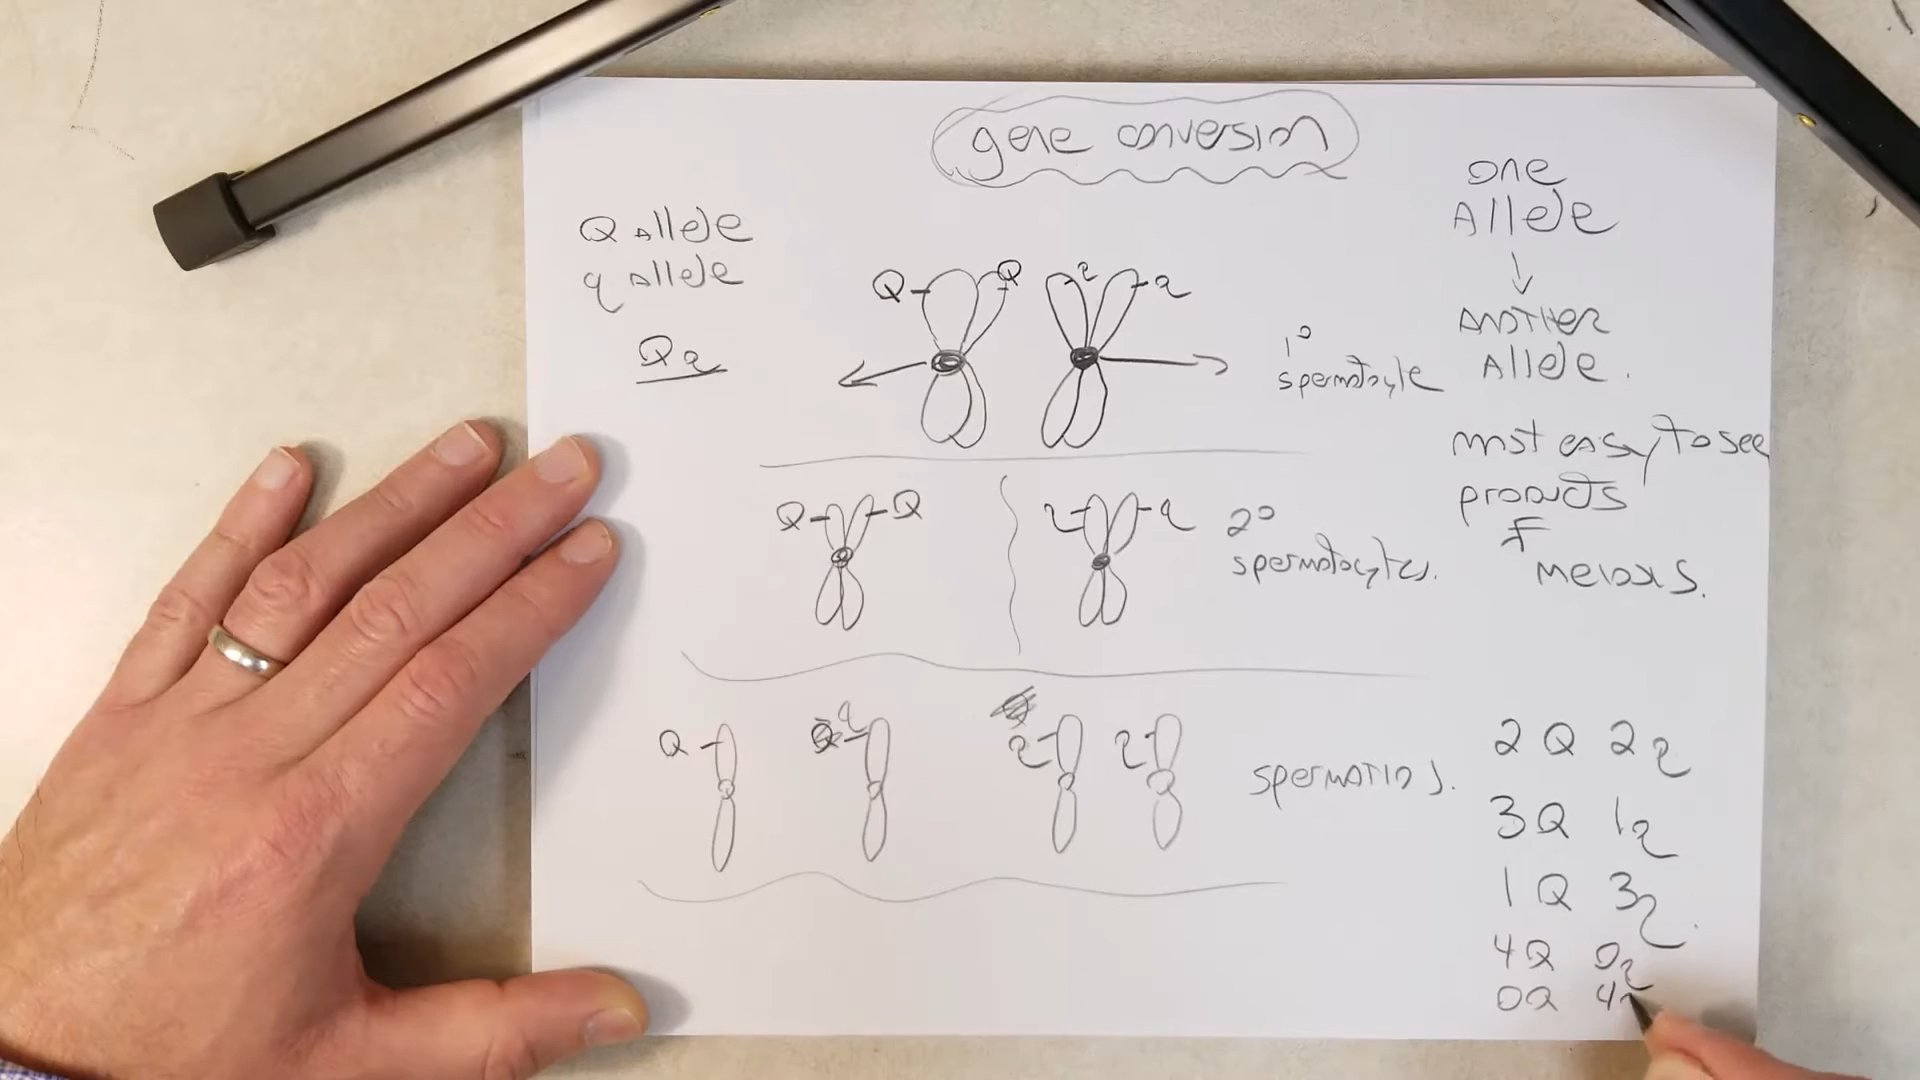 gene conversion
Q Allele
q Allele
Qq
Q Q q q
1°
spermatocyte
Q Q q q
2°
spermatocytes.
Q q q q
spermatids.
ONE
Allele
↓
ANOTHER
Allele.
most easy to see
products
of
meiosis.
2Q 2q
3Q 1q
1Q 3q
4Q 0q
0Q 4